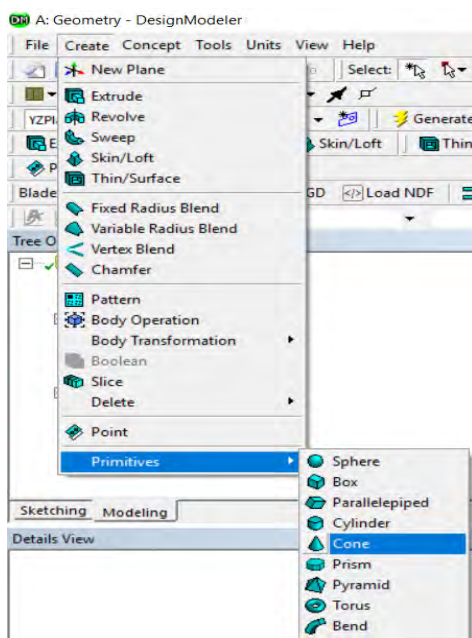 DM A: Geometry - DesignModeler
File Create Concept Tools Units View Help
New Plane
Select:
Extrude
Revolve
YZPl
Generate
Sweep
E
Skin/Loft
Skin/Loft
Thin
Thin/Surface
P
Blade
Fixed Radius Blend
GD </> Load NDF
Variable Radius Blend
Tree O
Vertex Blend
Chamfer
Pattern
Body Operation
Body Transformation
Boolean
Slice
Delete
Point
Primitives
Sphere
Box
Parallelepiped
Sketching Modeling
Cylinder
Details View
Cone
Prism
Pyramid
Torus
Bend